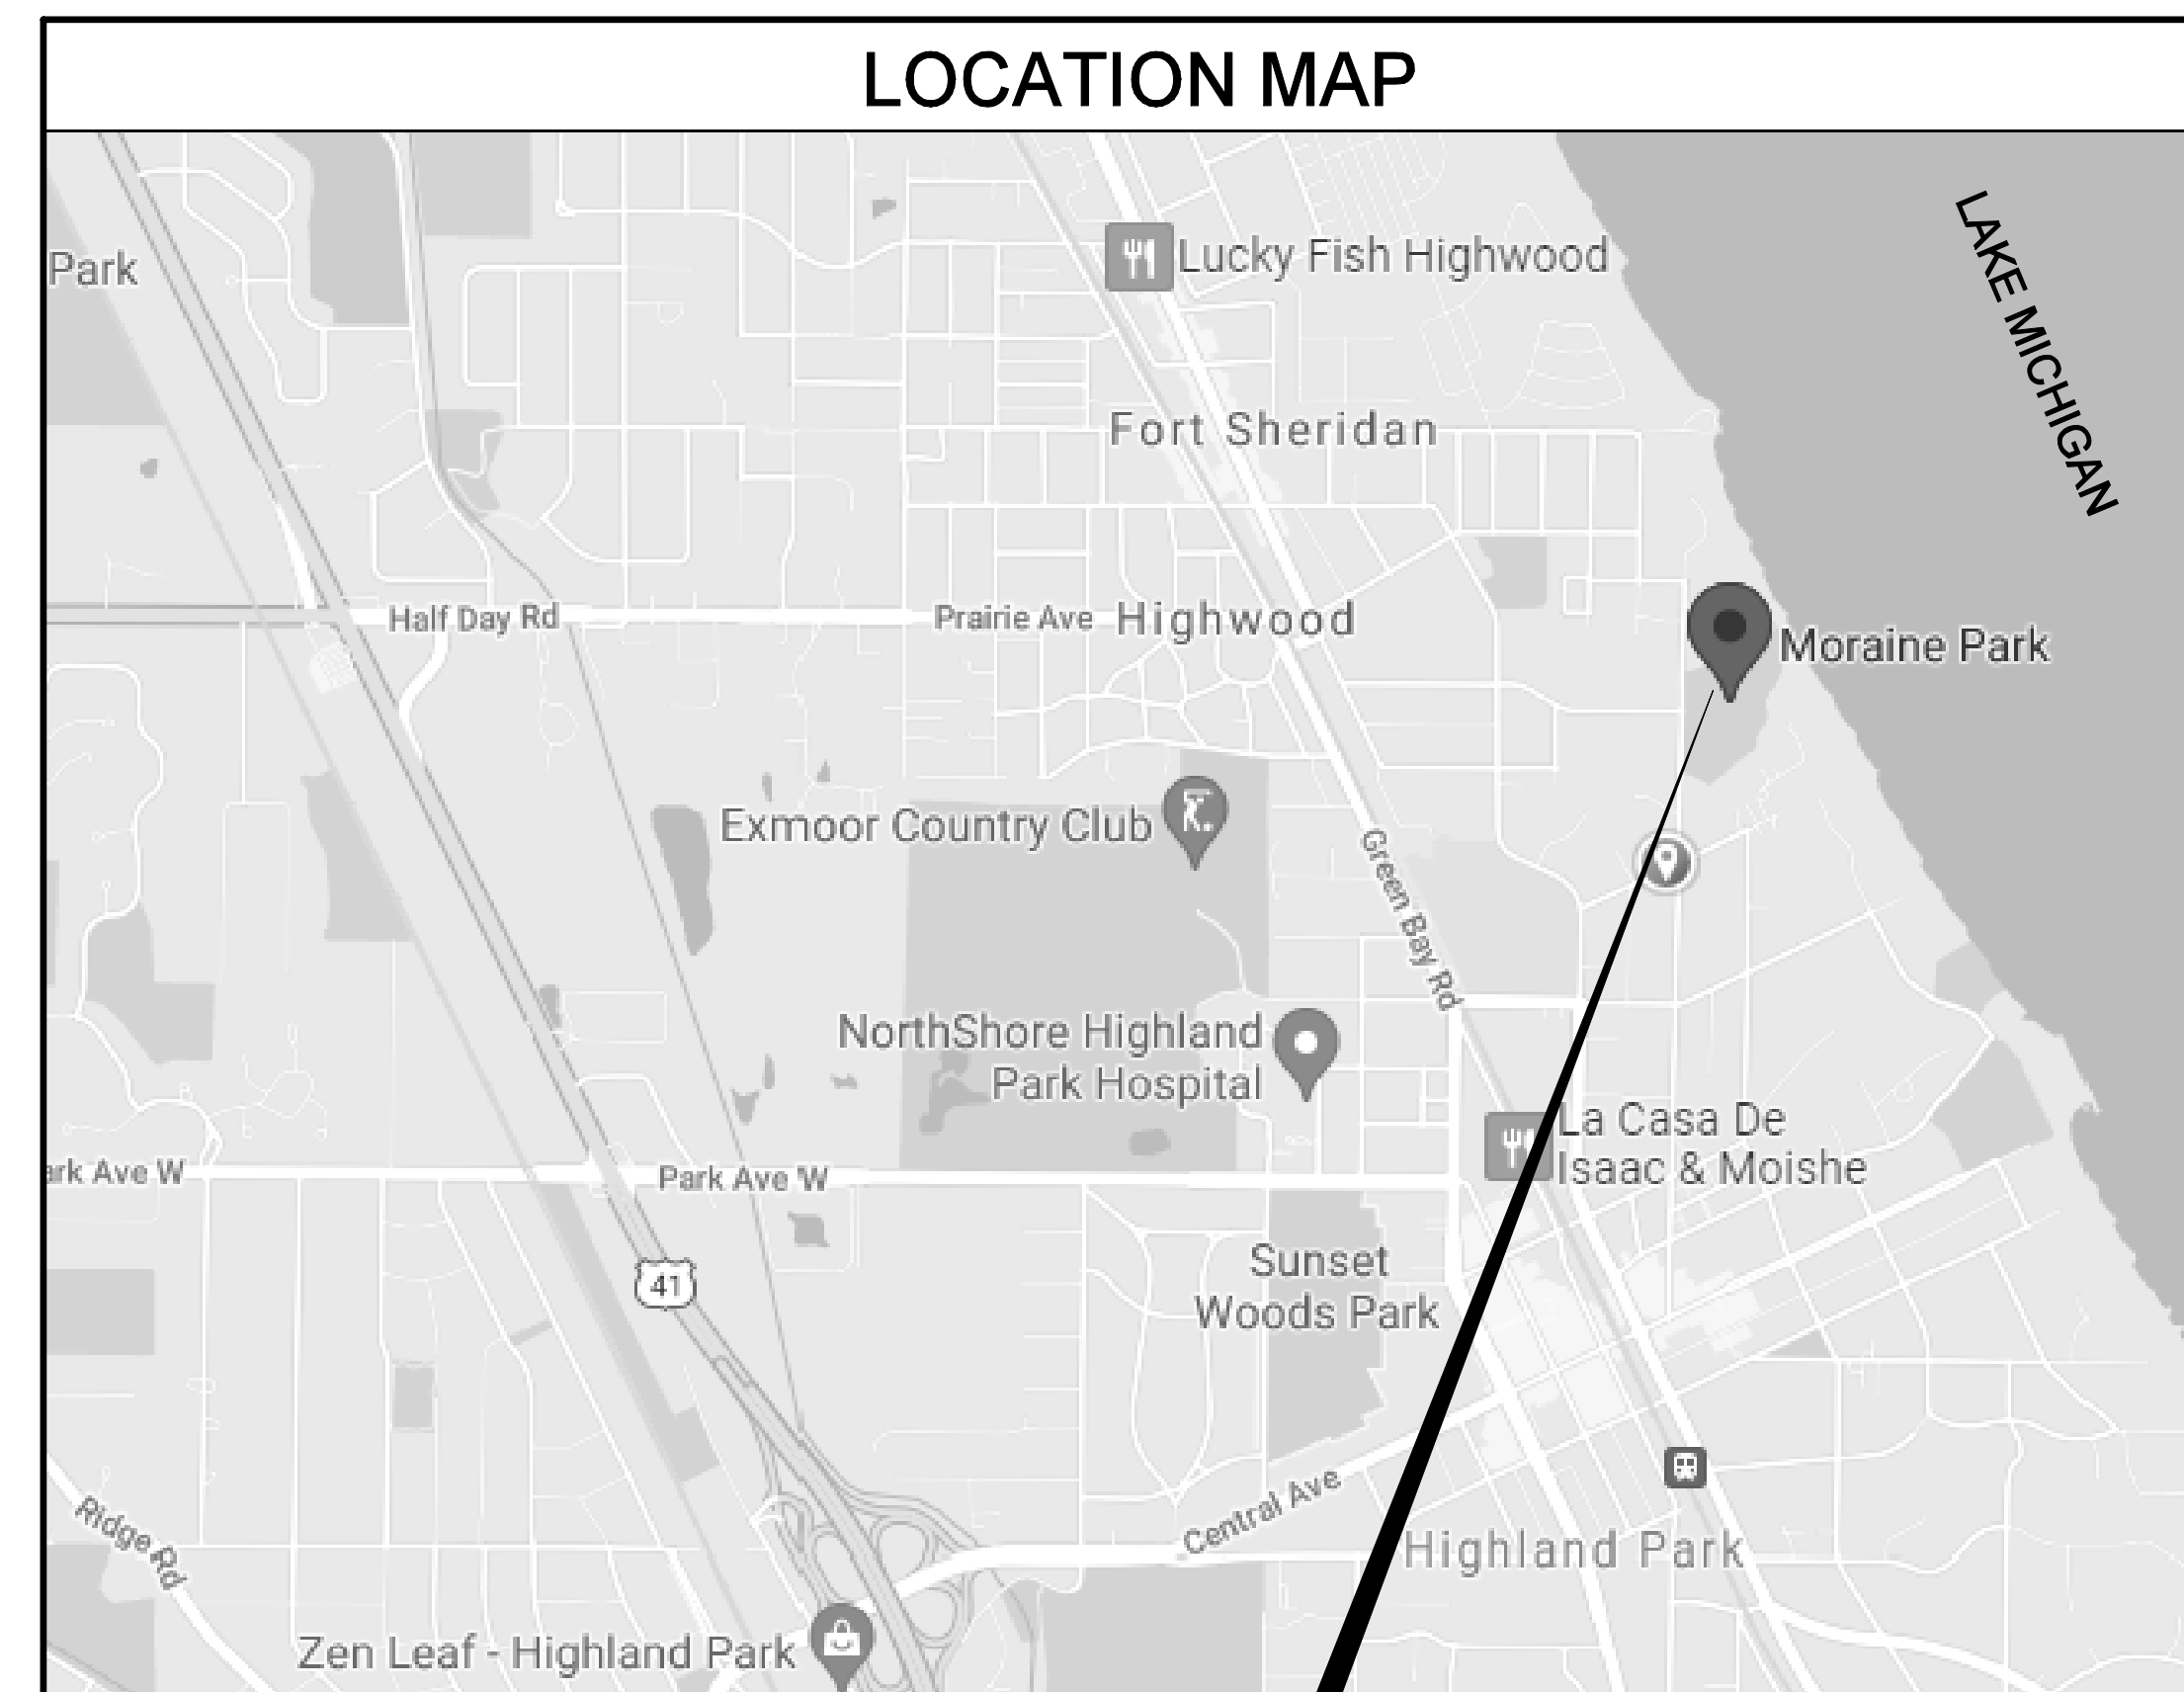 LOCATION MAP
LAKE MICHIGAN
Park
Lucky Fish Highwood
Fort Sheridan
Half Day Rd
Prairie Ave
Highwood
Moraine Park
Exmoor Country Club
Green Bay Rd
NorthShore Highland
Park Hospital
La Casa De
Isaac & Moishe
ark Ave W
Park Ave W
Sunset
Woods Park
41
Central Ave
Ridge Rd
Highland Park
Zen Leaf - Highland Park